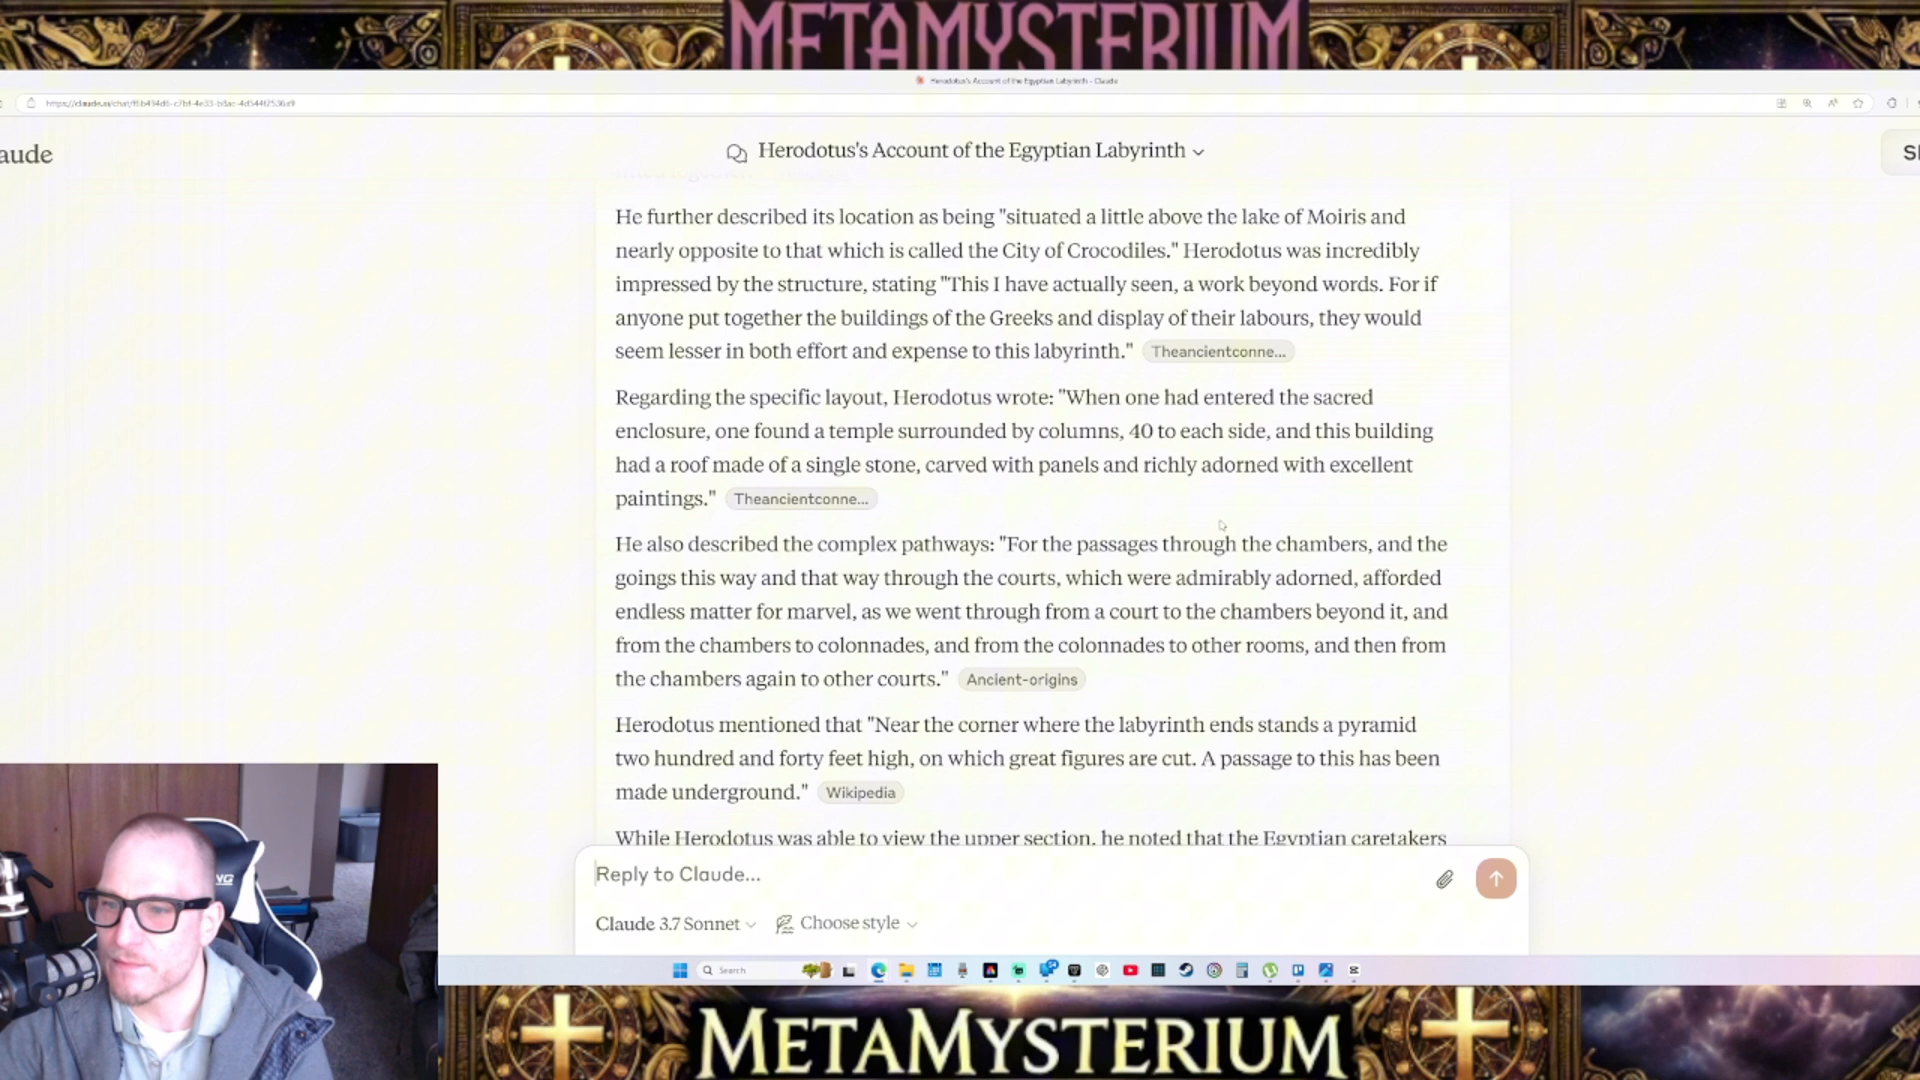 METAMYSTERIUM
Herodotus's Account of the Egyptian Labyrinth - Claude
aude
Herodotus's Account of the Egyptian Labyrinth
He further described its location as being "situated a little above the lake of Moiris and
nearly opposite to that which is called the City of Crocodiles." Herodotus was incredibly
impressed by the structure, stating "This I have actually seen, a work beyond words. For if
anyone put together the buildings of the Greeks and display of their labours, they would
seem lesser in both effort and expense to this labyrinth." Theancientconne...
Regarding the specific layout, Herodotus wrote: "When one had entered the sacred
enclosure, one found a temple surrounded by columns, 40 to each side, and this building
had a roof made of a single stone, carved with panels and richly adorned with excellent
paintings." Theancientconne...
He also described the complex pathways: "For the passages through the chambers, and the
goings this way and that way through the courts, which were admirably adorned, afforded
endless matter for marvel, as we went through from a court to the chambers beyond it, and
from the chambers to colonnades, and from the colonnades to other rooms, and then from
the chambers again to other courts." Ancient-origins
Herodotus mentioned that "Near the corner where the labyrinth ends stands a pyramid
two hundred and forty feet high, on which great figures are cut. A passage to this has been
made underground." Wikipedia
While Herodotus was able to view the upper section, he noted that the Egyptian caretakers
Reply to Claude...
Claude 3.7 Sonnet Choose style
Search
NG
METAMYSTERIUM